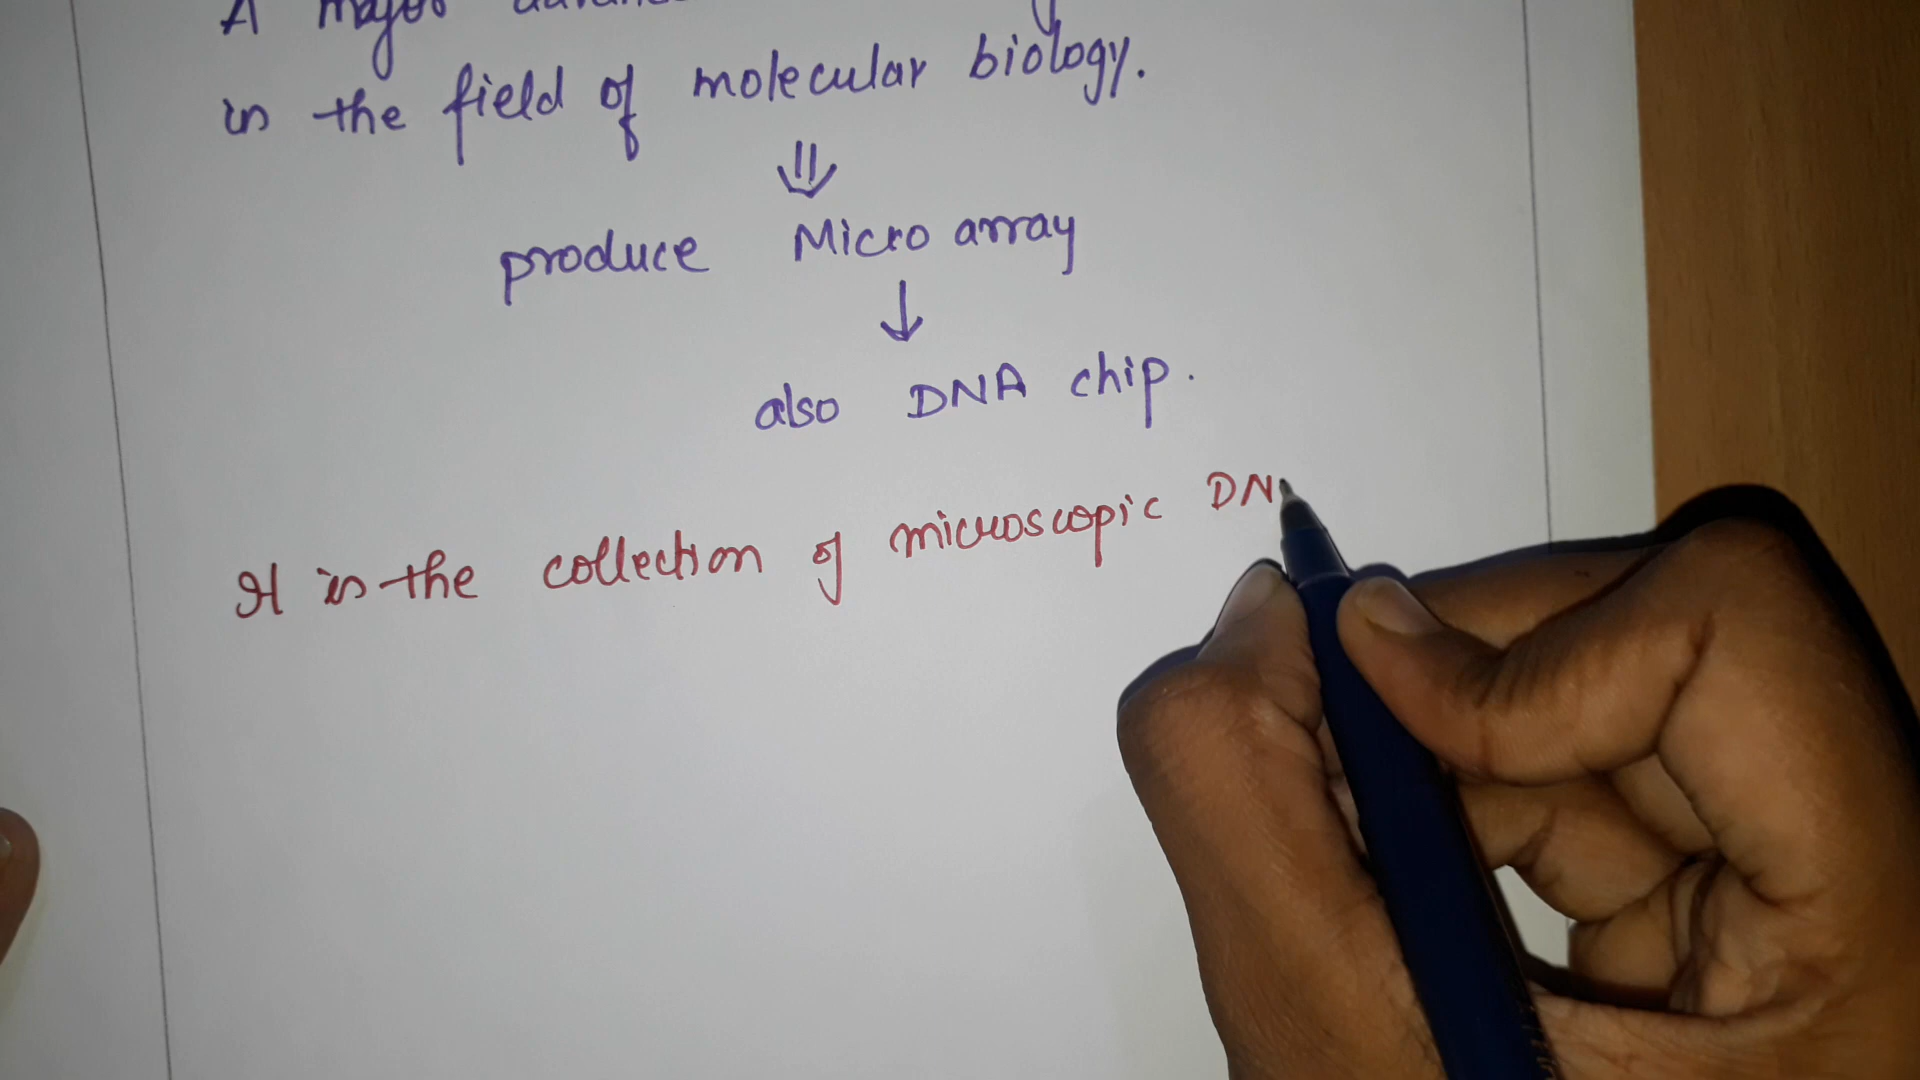 A major
in the field of molecular biology.
⇓
produce Micro array
↓
also DNA chip.
It is the collection of microscopic DN